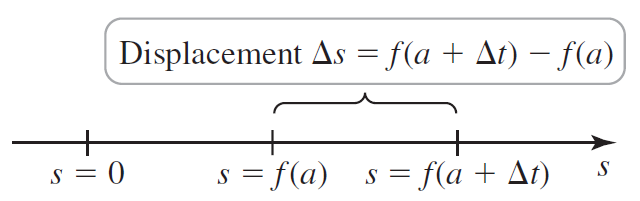 Displacement Δs = f(a + Δt) − f(a)
s = 0 s = f(a) s = f(a + Δt) s